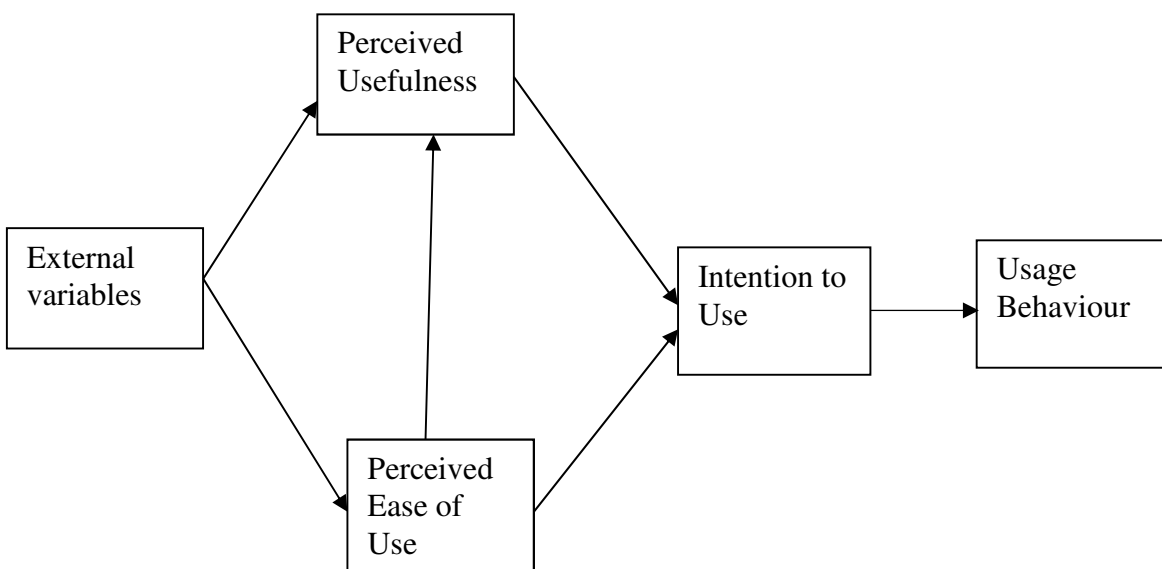 Perceived
Usefulness
External
variables
Intention to
Use
Usage
Behaviour
Perceived
Ease of
Use